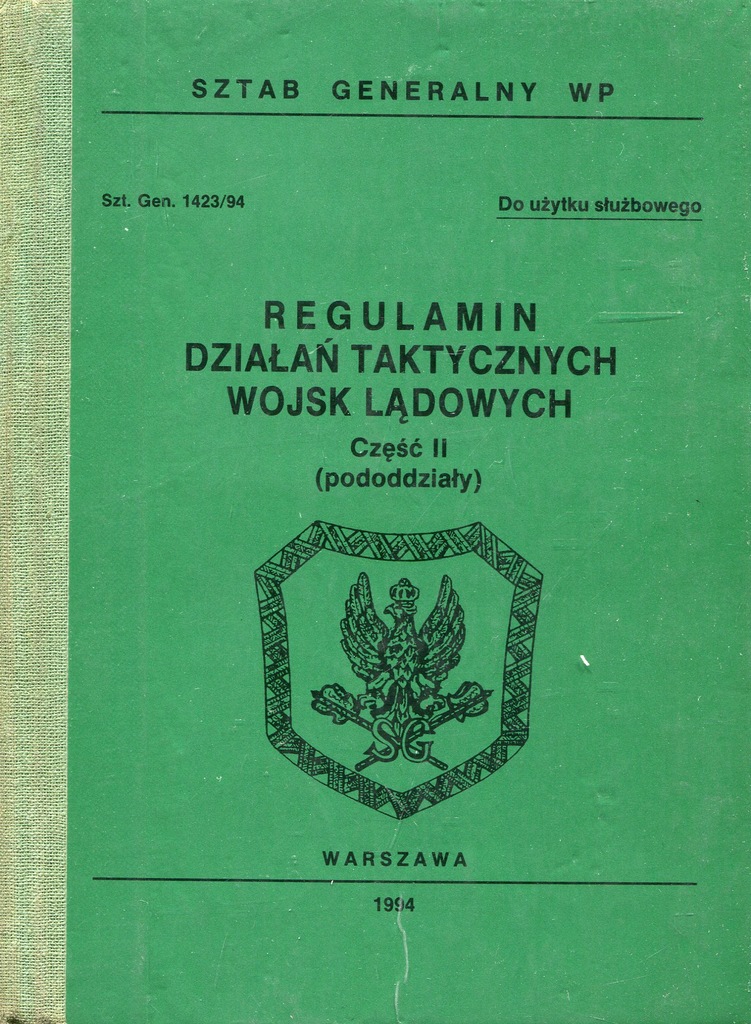 SZTAB GENERALNY WP
Szt. Gen. 1423/94
Do użytku służbowego
REGULAMIN
DZIAŁAŃ TAKTYCZNYCH
WOJSK LĄDOWYCH
Część II
(pododdziały)
SG
WARSZAWA
1994